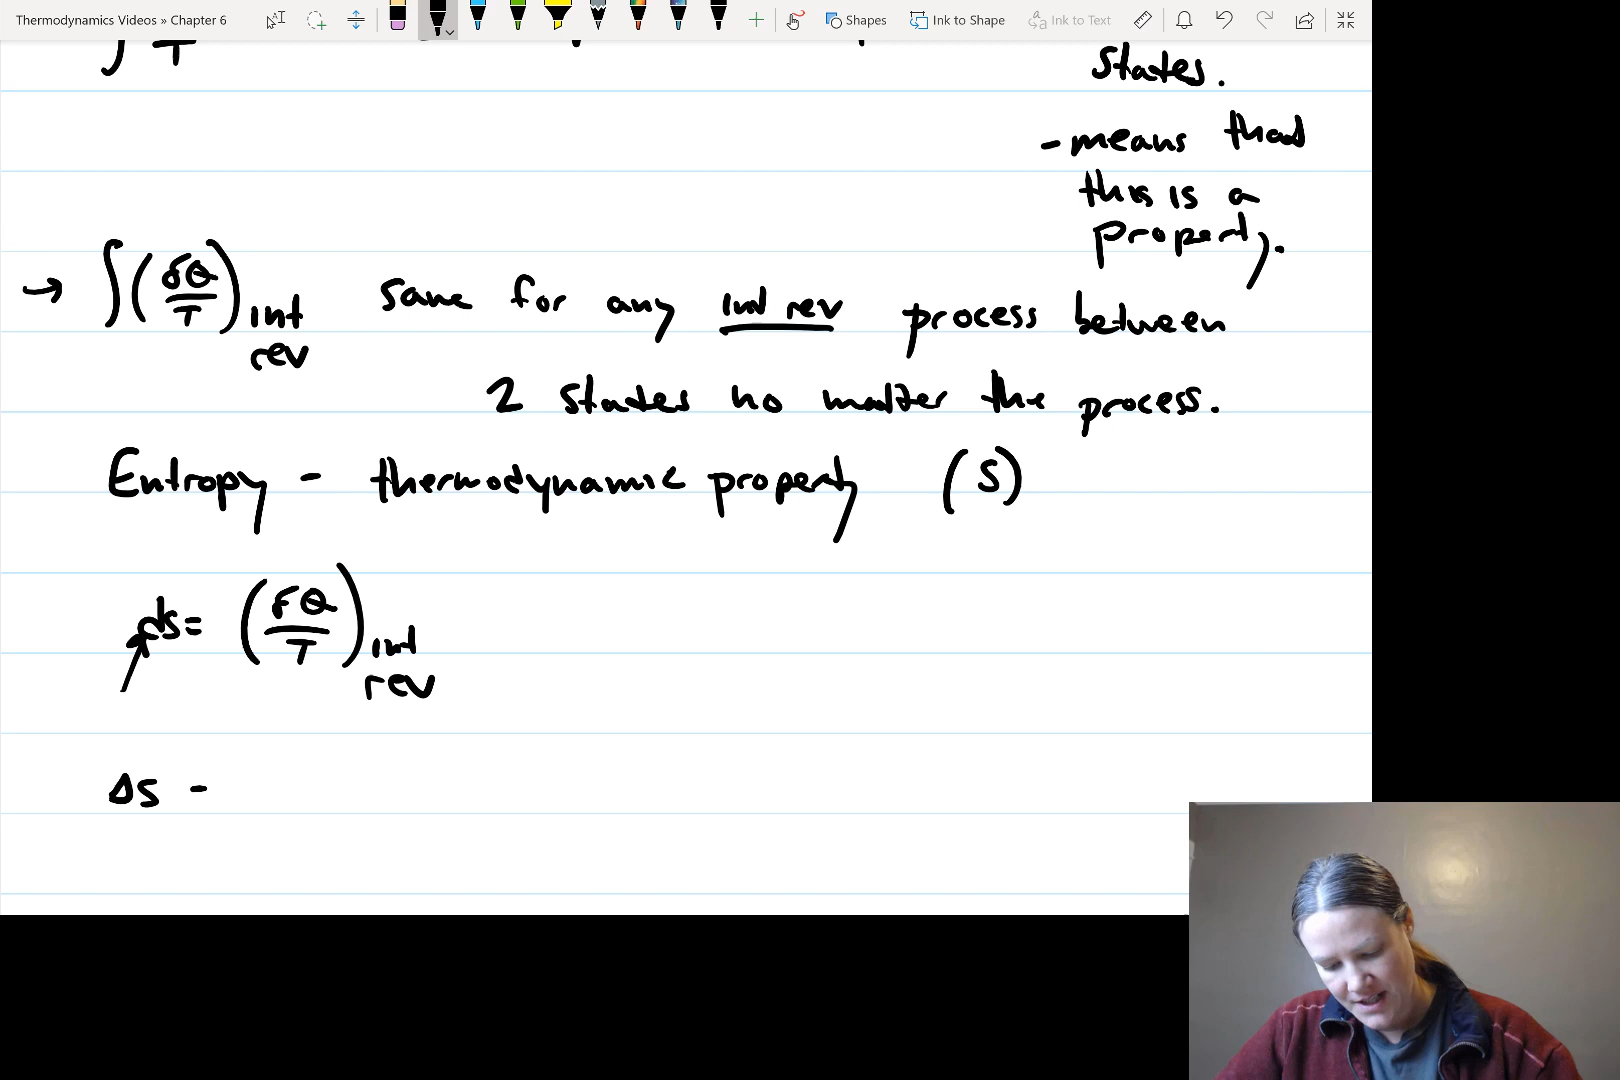 Thermodynamics Videos » Chapter 6
Shapes
Ink to Shape
Ink to Text
∫ T
states.
- means that
this is a
property.
→ ∫(δQ/T) int rev same for any int rev process between
2 states no matter the process.
Entropy - thermodynamic property (S)
ds = (δQ/T) int rev
ΔS -